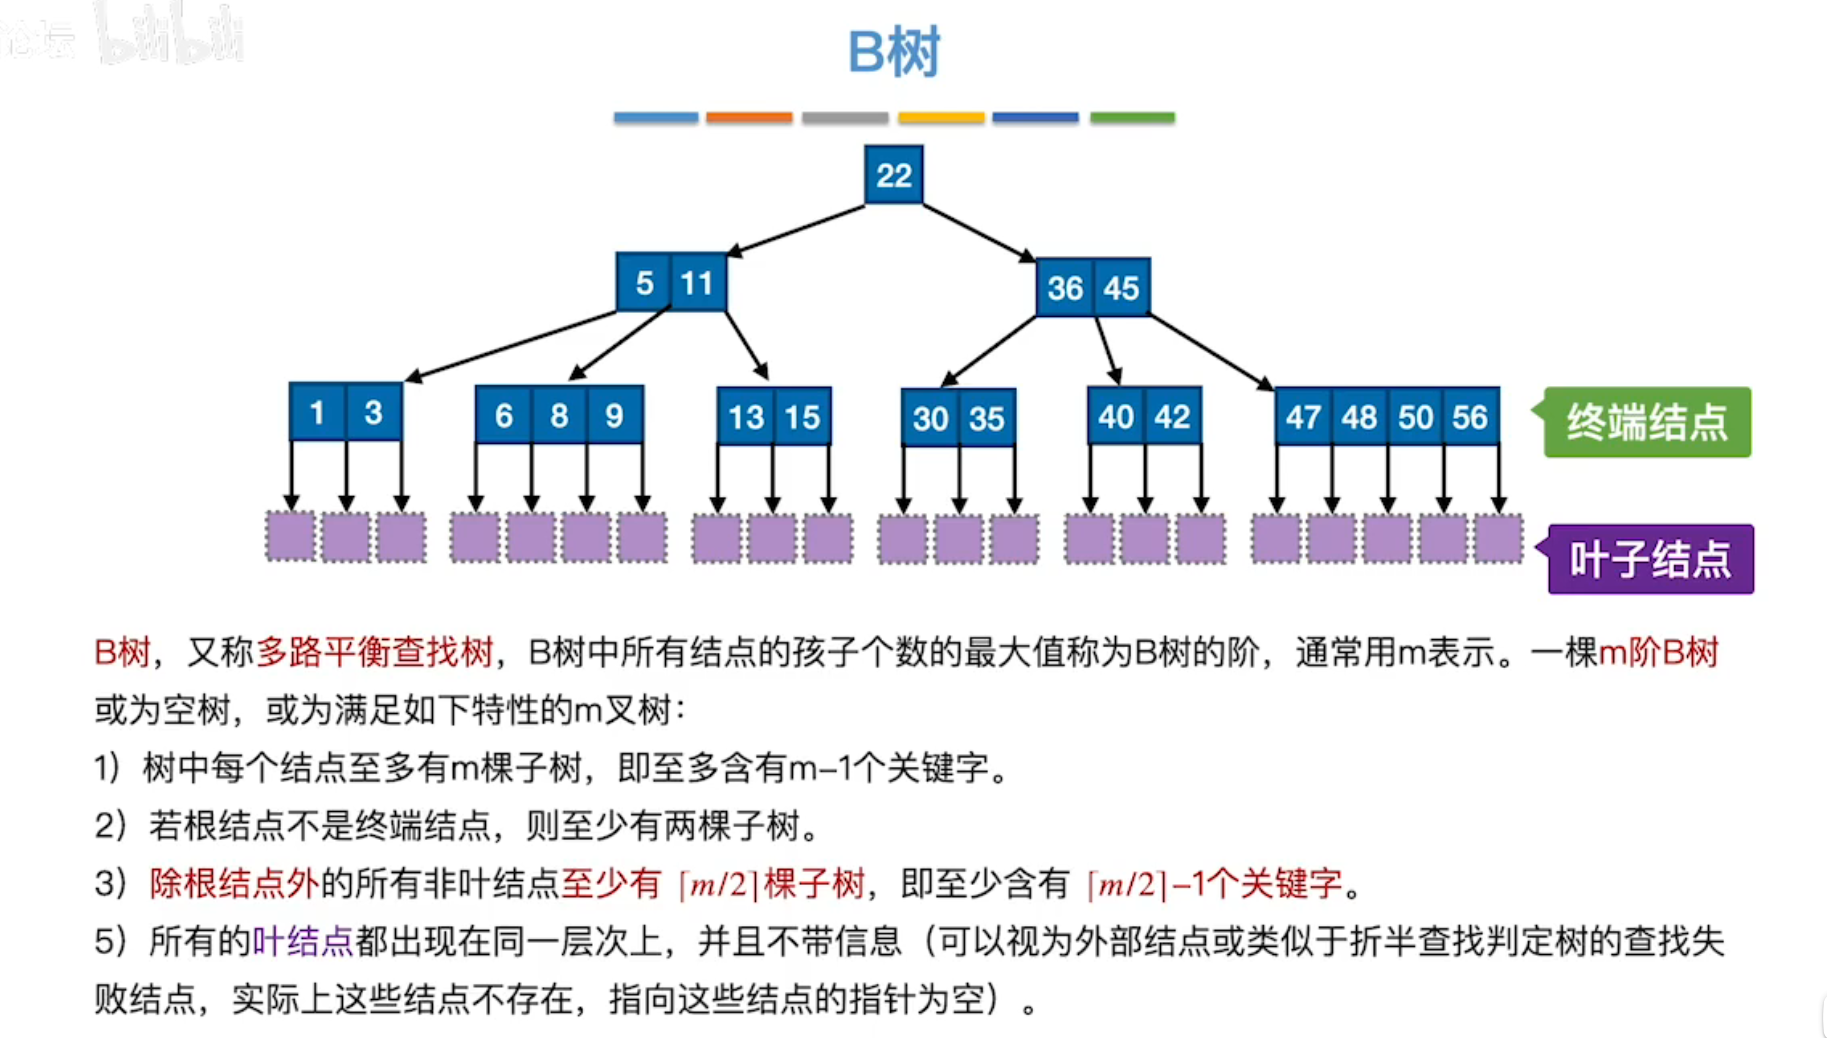 论坛 bilibili
B树
22
5 11
36 45
1 3
6 8 9
13 15
30 35
40 42
47 48 50 56
终端结点
叶子结点
B树，又称多路平衡查找树，B树中所有结点的孩子个数的最大值称为B树的阶，通常用m表示。一棵m阶B树
或为空树，或为满足如下特性的m叉树：
1）树中每个结点至多有m棵子树，即至多含有m-1个关键字。
2）若根结点不是终端结点，则至少有两棵子树。
3）除根结点外的所有非叶结点至少有 ⌈m/2⌉棵子树，即至少含有 ⌈m/2⌉-1个关键字。
5）所有的叶结点都出现在同一层次上，并且不带信息（可以视为外部结点或类似于折半查找判定树的查找失
败结点，实际上这些结点不存在，指向这些结点的指针为空）。